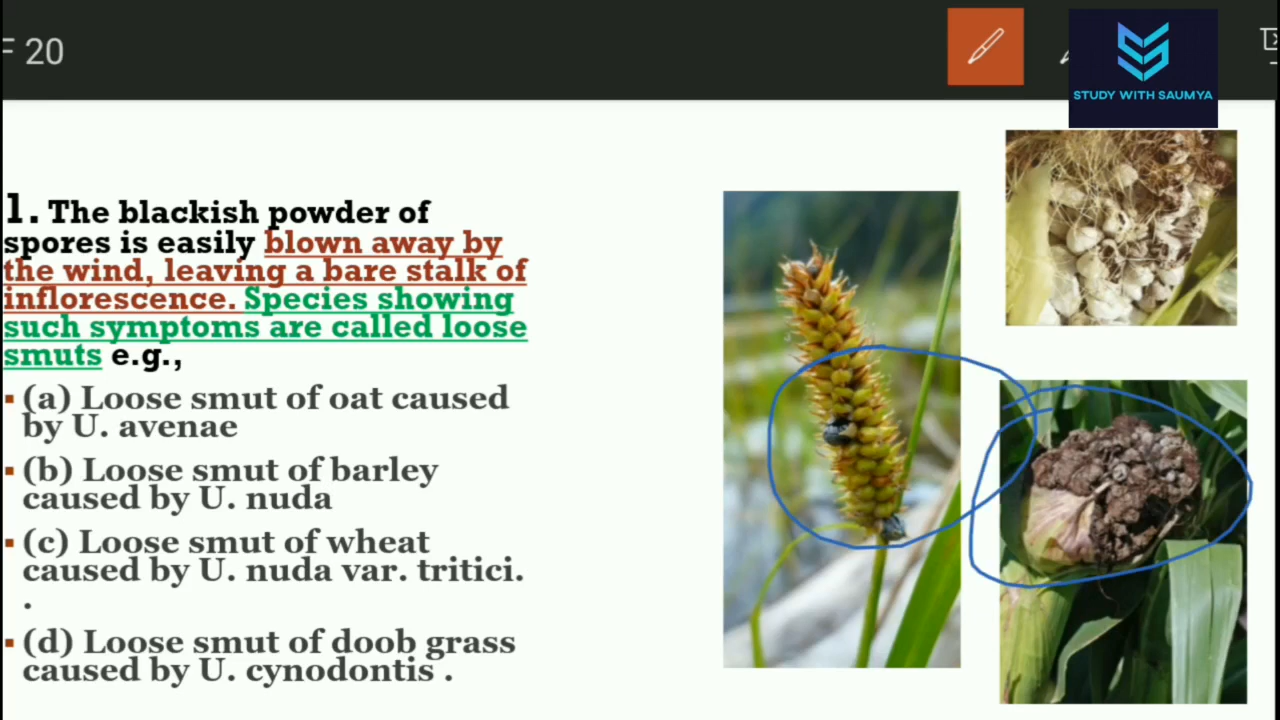 F 20
STUDY WITH SAUMYA
1. The blackish powder of
spores is easily blown away by
the wind, leaving a bare stalk of
inflorescence. Species showing
such symptoms are called loose
smuts e.g.,
▪ (a) Loose smut of oat caused
by U. avenae
▪ (b) Loose smut of barley
caused by U. nuda
▪ (c) Loose smut of wheat
caused by U. nuda var. tritici.
.
▪ (d) Loose smut of doob grass
caused by U. cynodontis .